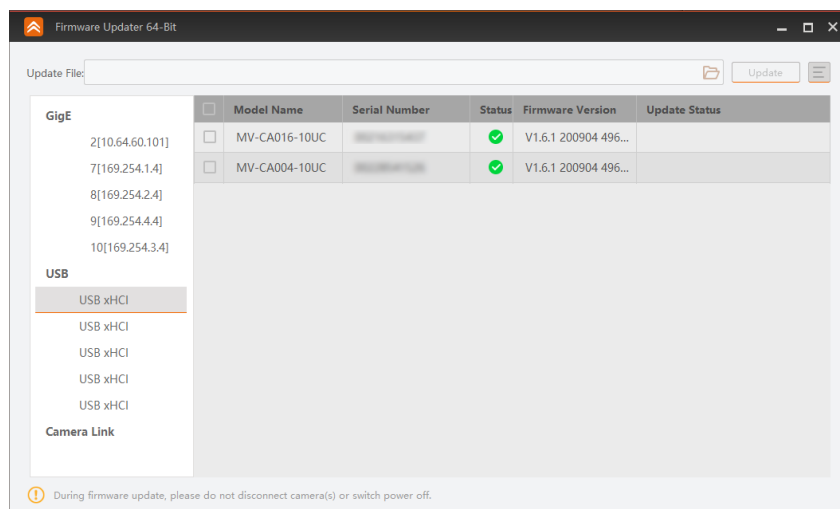 Firmware Updater 64-Bit
Update File:
Update
GigE
2[10.64.60.101]
7[169.254.1.4]
8[169.254.2.4]
9[169.254.4.4]
10[169.254.3.4]
USB
USB xHCI
USB xHCI
USB xHCI
USB xHCI
USB xHCI
Camera Link
Model Name Serial Number Status Firmware Version Update Status
MV-CA016-10UC V1.6.1 200904 496...
MV-CA004-10UC V1.6.1 200904 496...
During firmware update, please do not disconnect camera(s) or switch power off.